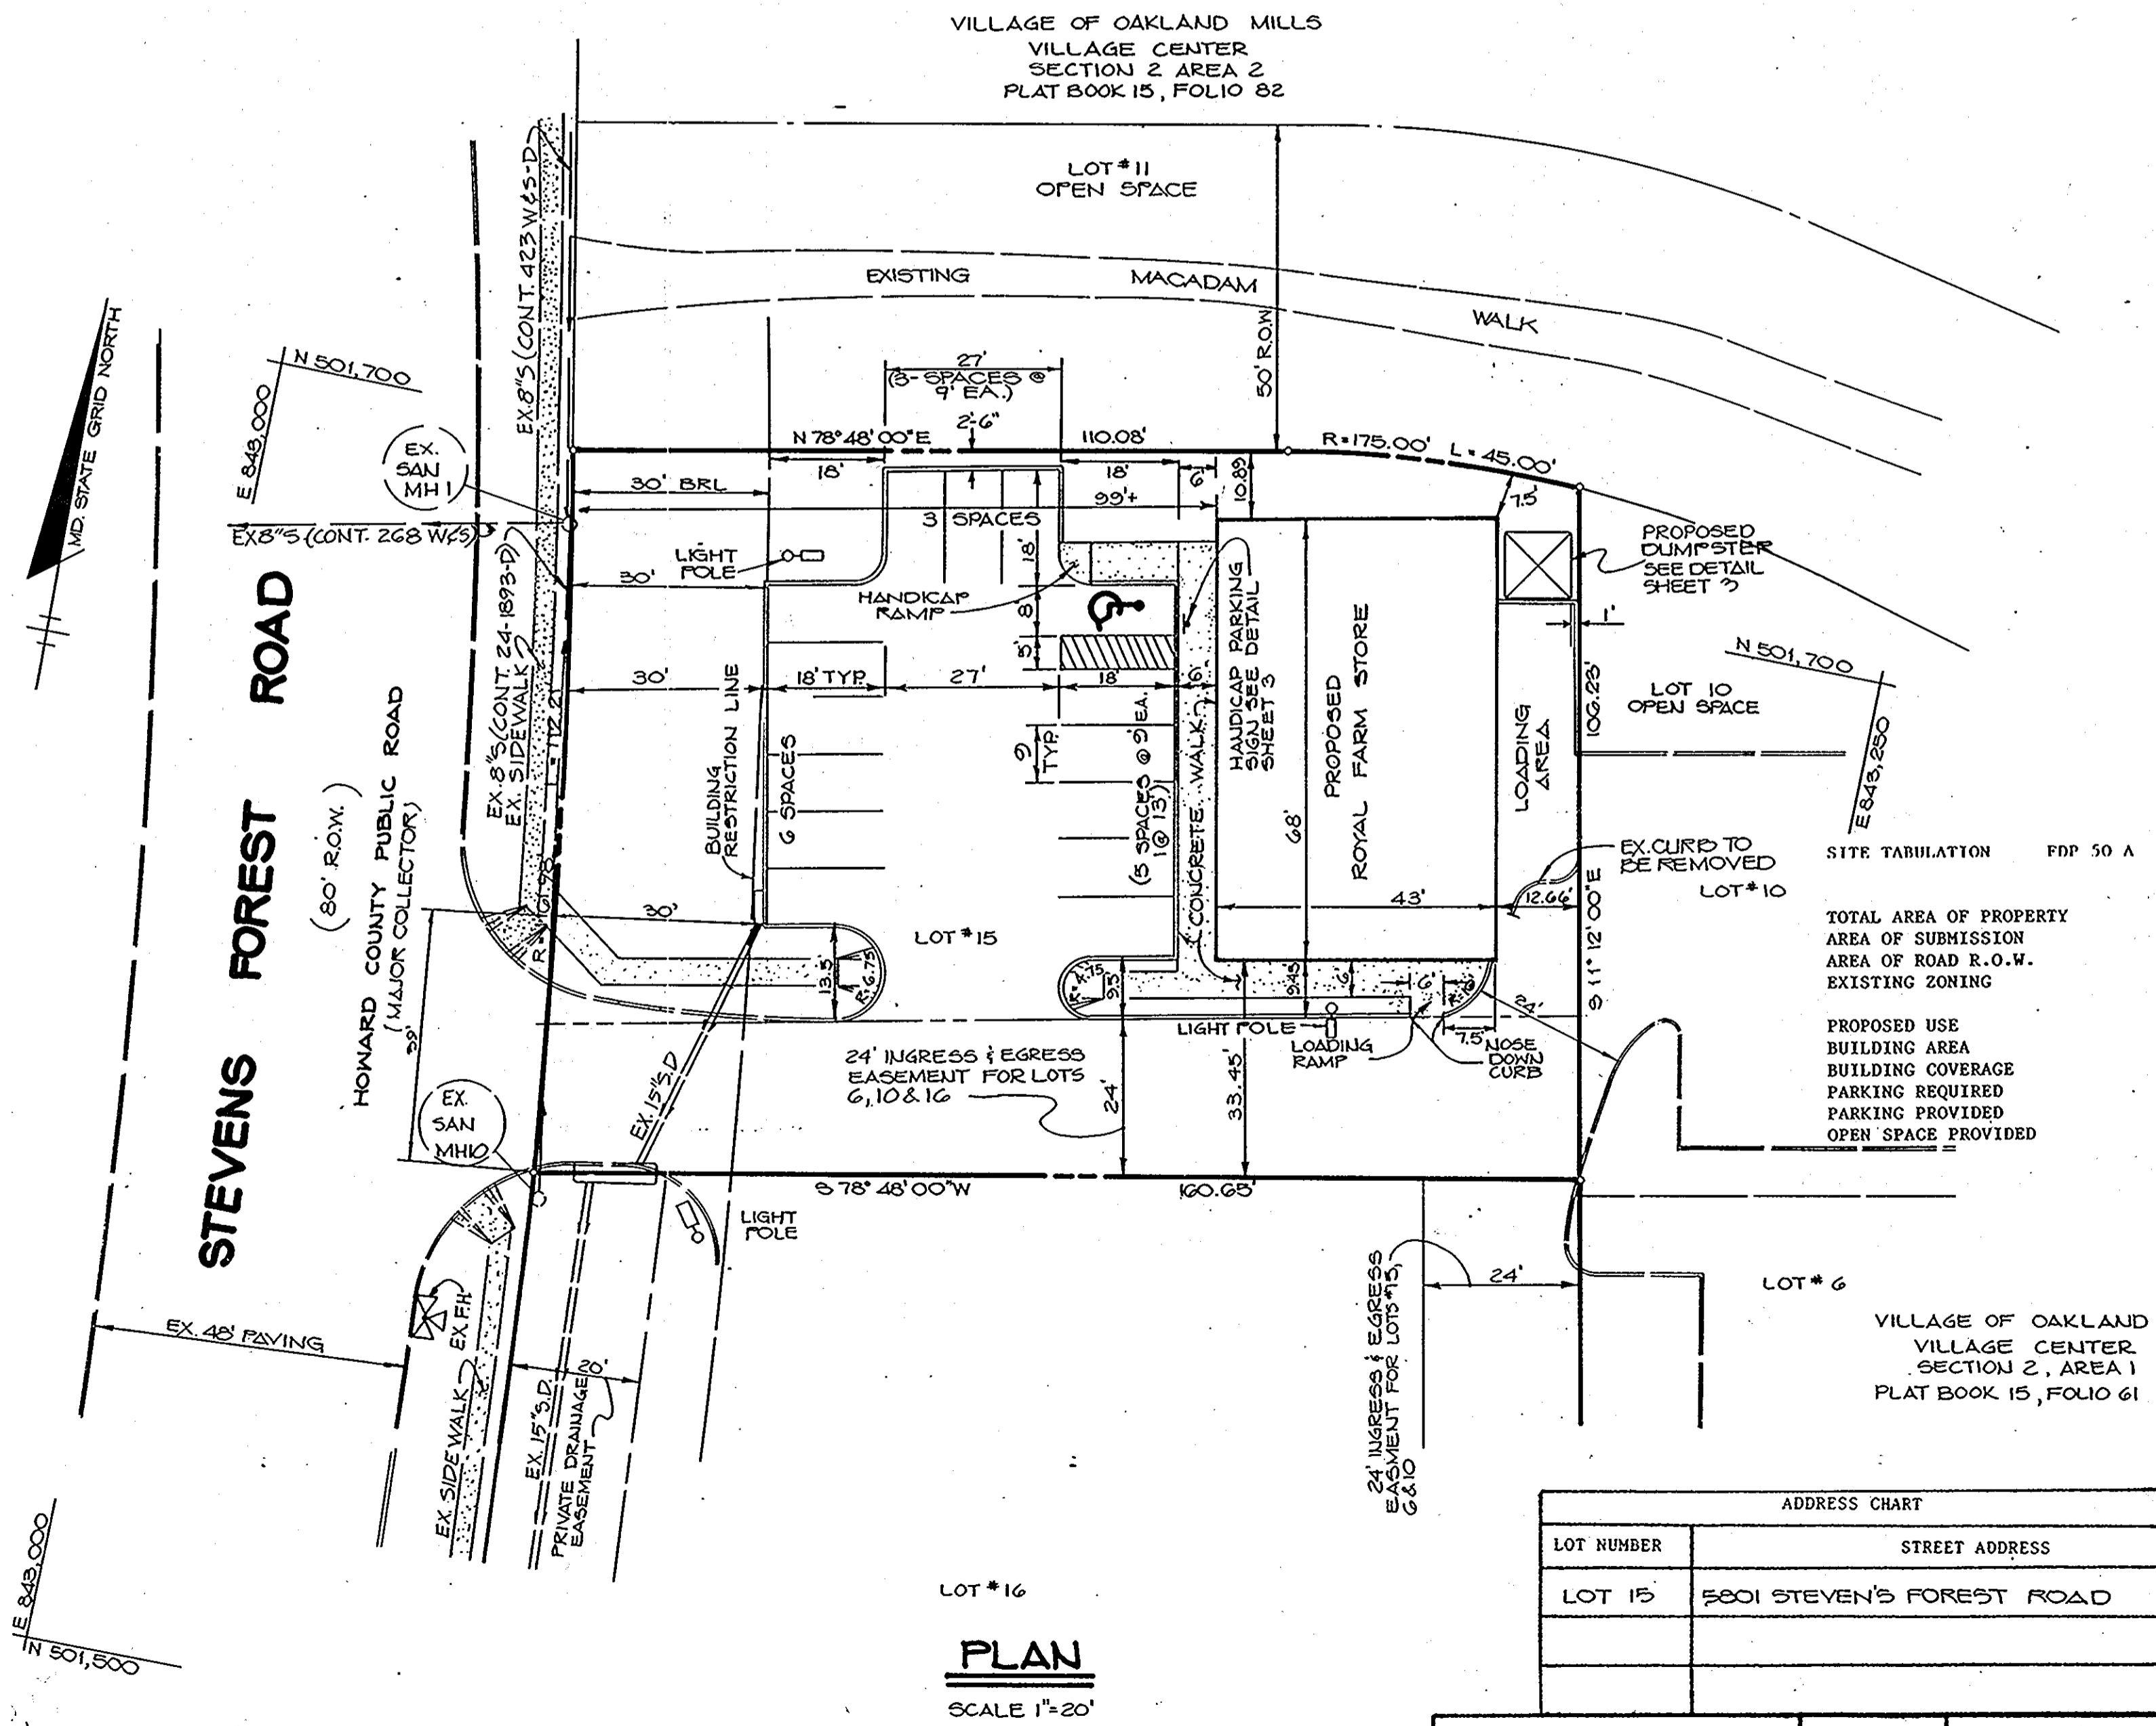 VILLAGE OF OAKLAND MILLS
VILLAGE CENTER
SECTION 2 AREA 2
PLAT BOOK 15, FOLIO 82
LOT #11
OPEN SPACE
EXISTING MACADAM WALK
50' R.O.W.
EX.8"S (CONT. 423 W&S-D)
MD. STATE GRID NORTH
N 501,700
E 843,000
EX.
SAN
MH 1
EX 8"S (CONT. 268 W&S)
27'
(3-SPACES @
9' EA.)
2'-6"
N 78° 48' 00" E
110.08'
R=175.00' L=45.00'
18'
18'
6'
10.89
7.5'
30' BRL
99'±
3 SPACES
18'
LIGHT
POLE
30'
HANDICAP
RAMP
8'
5'
PROPOSED
DUMPSTER
SEE DETAIL
SHEET 3
1'
N 501,700
E 843,250
LOT 10
OPEN SPACE
106.23'
EX.8"S (CONT. 24-1893-D)
EX. SIDEWALK
30'
18' TYP.
27'
18'
6'
BUILDING
RESTRICTION LINE
6 SPACES
9'
TYP.
(5 SPACES @ 9' EA.
1 @ 13')
CONCRETE WALK
HANDICAP PARKING
SIGN SEE DETAIL
SHEET 3
PROPOSED
ROYAL FARM STORE
68'
LOADING
AREA
EX. CURB TO
BE REMOVED
LOT #10
43'
12.66'
S 11° 12' 00" E
STEVENS FOREST ROAD
(80' R.O.W.)
HOWARD COUNTY PUBLIC ROAD
(MAJOR COLLECTOR)
30'
LOT #15
13.5
R=6.75
R=4.75
9.5
9.45
6'
6'
24'
7.5'
LIGHT POLE
LOADING
RAMP
NOSE
DOWN
CURB
24' INGRESS & EGRESS
EASEMENT FOR LOTS
6, 10 & 16
24'
33.45'
EX. 15" S.D.
EX.
SAN
MH10
S 78° 48' 00" W
160.65'
LIGHT
POLE
SITE TABULATION FDP 50 A
TOTAL AREA OF PROPERTY
AREA OF SUBMISSION
AREA OF ROAD R.O.W.
EXISTING ZONING
PROPOSED USE
BUILDING AREA
BUILDING COVERAGE
PARKING REQUIRED
PARKING PROVIDED
OPEN SPACE PROVIDED
EX. 48' PAVING
EX. F.H.
EX. SIDEWALK
EX. 15" S.D.
20'
PRIVATE DRAINAGE
EASEMENT
24'
24' INGRESS & EGRESS
EASMENT FOR LOTS #15,
6 & 10
LOT # 6
VILLAGE OF OAKLAND
VILLAGE CENTER
SECTION 2, AREA 1
PLAT BOOK 15, FOLIO 61
E 843,000
N 501,500
LOT #16
PLAN
SCALE 1"=20'
ADDRESS CHART
LOT NUMBER STREET ADDRESS
LOT 15 5801 STEVEN'S FOREST ROAD